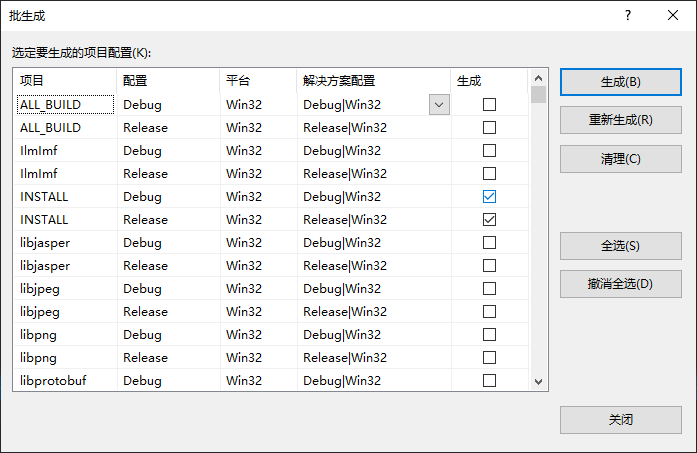 批生成
?
选定要生成的项目配置(K):
项目 配置 平台 解决方案配置 生成
ALL_BUILD Debug Win32 Debug|Win32
ALL_BUILD Release Win32 Release|Win32
IlmImf Debug Win32 Debug|Win32
IlmImf Release Win32 Release|Win32
INSTALL Debug Win32 Debug|Win32
INSTALL Release Win32 Release|Win32
libjasper Debug Win32 Debug|Win32
libjasper Release Win32 Release|Win32
libjpeg Debug Win32 Debug|Win32
libjpeg Release Win32 Release|Win32
libpng Debug Win32 Debug|Win32
libpng Release Win32 Release|Win32
libprotobuf Debug Win32 Debug|Win32
生成(B)
重新生成(R)
清理(C)
全选(S)
撤消全选(D)
关闭